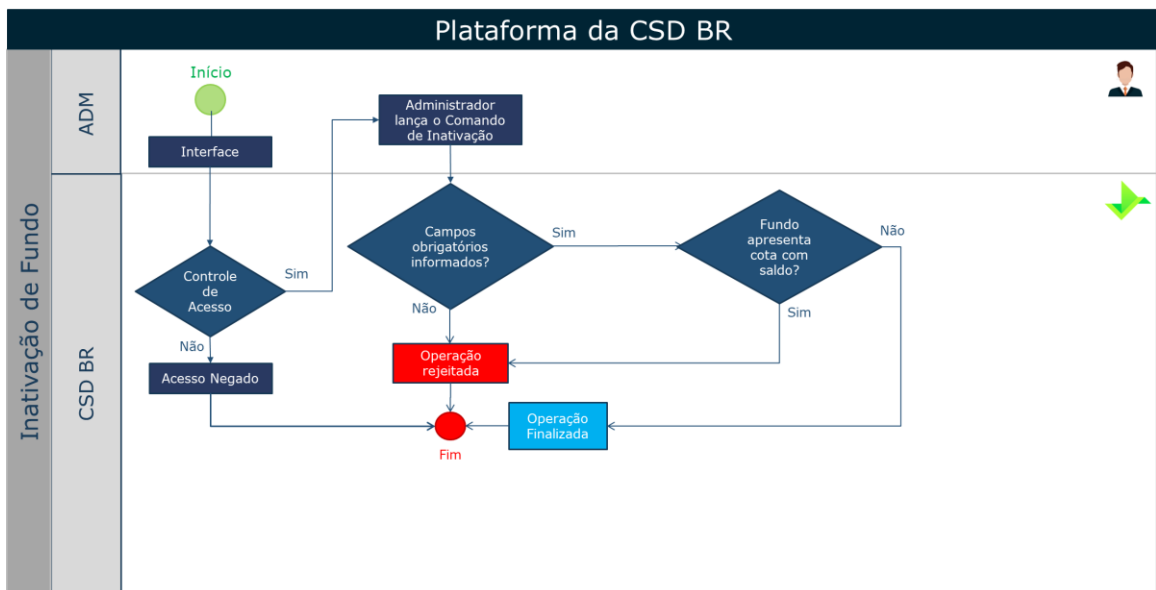 Plataforma da CSD BR
Inativação de Fundo
ADM
CSD BR
Início
Interface
Administrador
lança o Comando
de Inativação
Controle
de
Acesso
Sim
Não
Acesso Negado
Campos
obrigatórios
informados?
Sim
Não
Fundo
apresenta
cota com
saldo?
Não
Sim
Operação
rejeitada
Operação
Finalizada
Fim